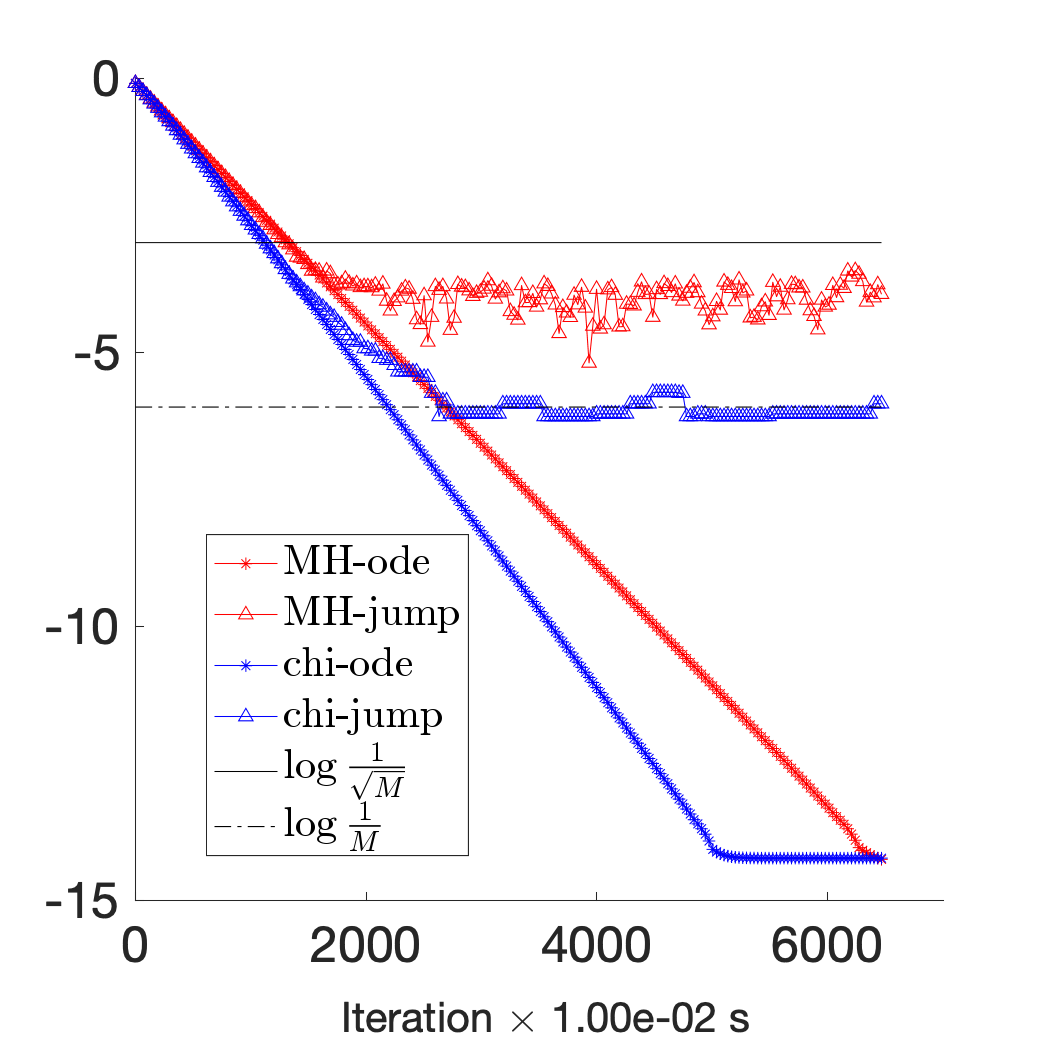 0
-5
-10
-15
MH-ode
MH-jump
chi-ode
chi-jump
log 1/√M
log 1/M
0 2000 4000 6000
Iteration × 1.00e-02 s